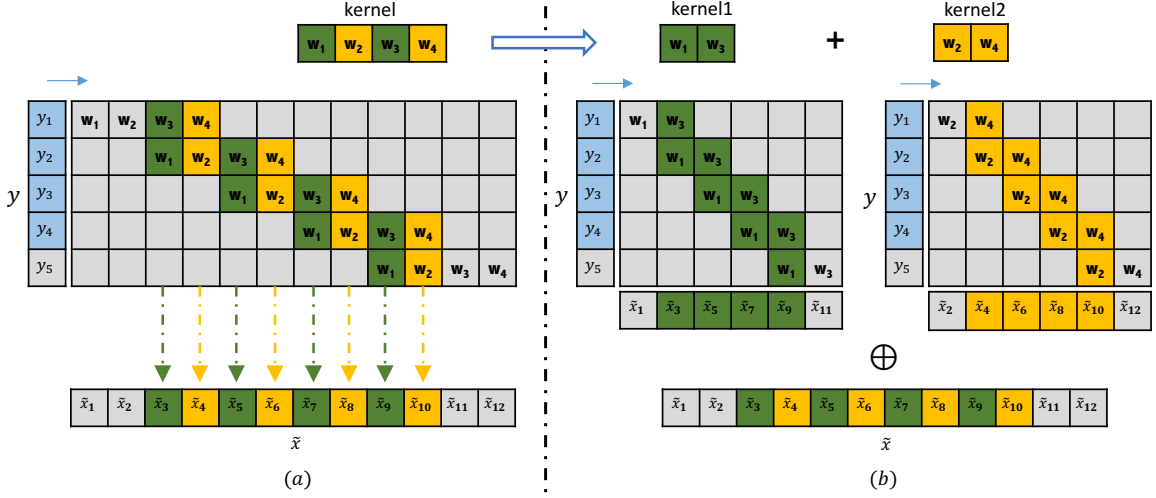 kernel
w₁ w₂ w₃ w₄
kernel1
w₁ w₃
+
kernel2
w₂ w₄
y
y₁ w₁ w₂ w₃ w₄
y₂ w₁ w₂ w₃ w₄
y₃ w₁ w₂ w₃ w₄
y₄ w₁ w₂ w₃ w₄
y₅ w₁ w₂ w₃ w₄
x̃₁ x̃₂ x̃₃ x̃₄ x̃₅ x̃₆ x̃₇ x̃₈ x̃₉ x̃₁₀ x̃₁₁ x̃₁₂
x̃
(a)
y
y₁ w₁ w₃
y₂ w₁ w₃
y₃ w₁ w₃
y₄ w₁ w₃
y₅ w₁ w₃
x̃₁ x̃₃ x̃₅ x̃₇ x̃₉ x̃₁₁
y
y₁ w₂ w₄
y₂ w₂ w₄
y₃ w₂ w₄
y₄ w₂ w₄
y₅ w₂ w₄
x̃₂ x̃₄ x̃₆ x̃₈ x̃₁₀ x̃₁₂
⊕
x̃₁ x̃₂ x̃₃ x̃₄ x̃₅ x̃₆ x̃₇ x̃₈ x̃₉ x̃₁₀ x̃₁₁ x̃₁₂
x̃
(b)